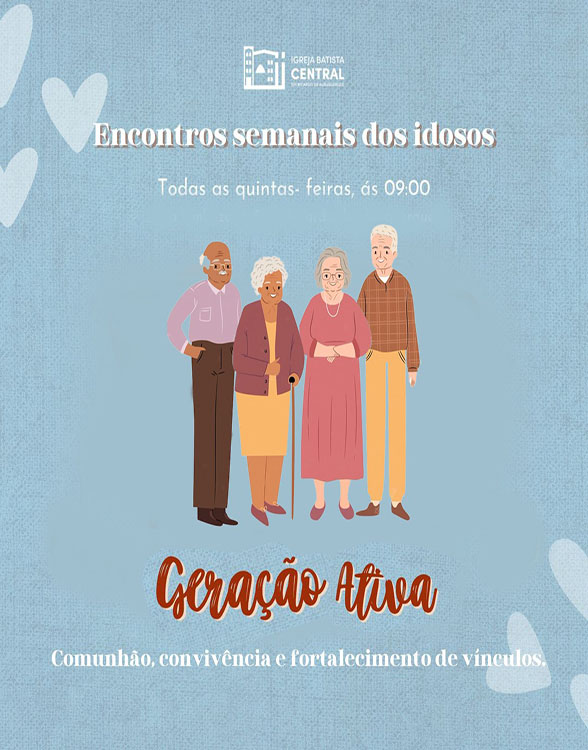 IGREJA BATISTA
CENTRAL
Encontros semanais dos idosos
Todas as quintas- feiras, ás 09:00
Geração Ativa
Comunhão, convivência e fortalecimento de vínculos.